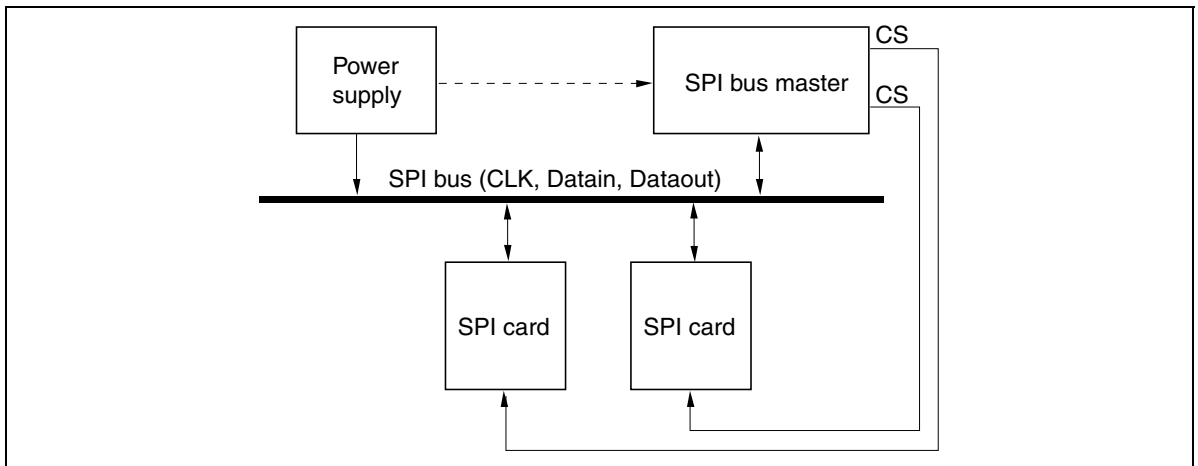 Power
supply
SPI bus master
CS
CS
SPI bus (CLK, Datain, Dataout)
SPI card
SPI card